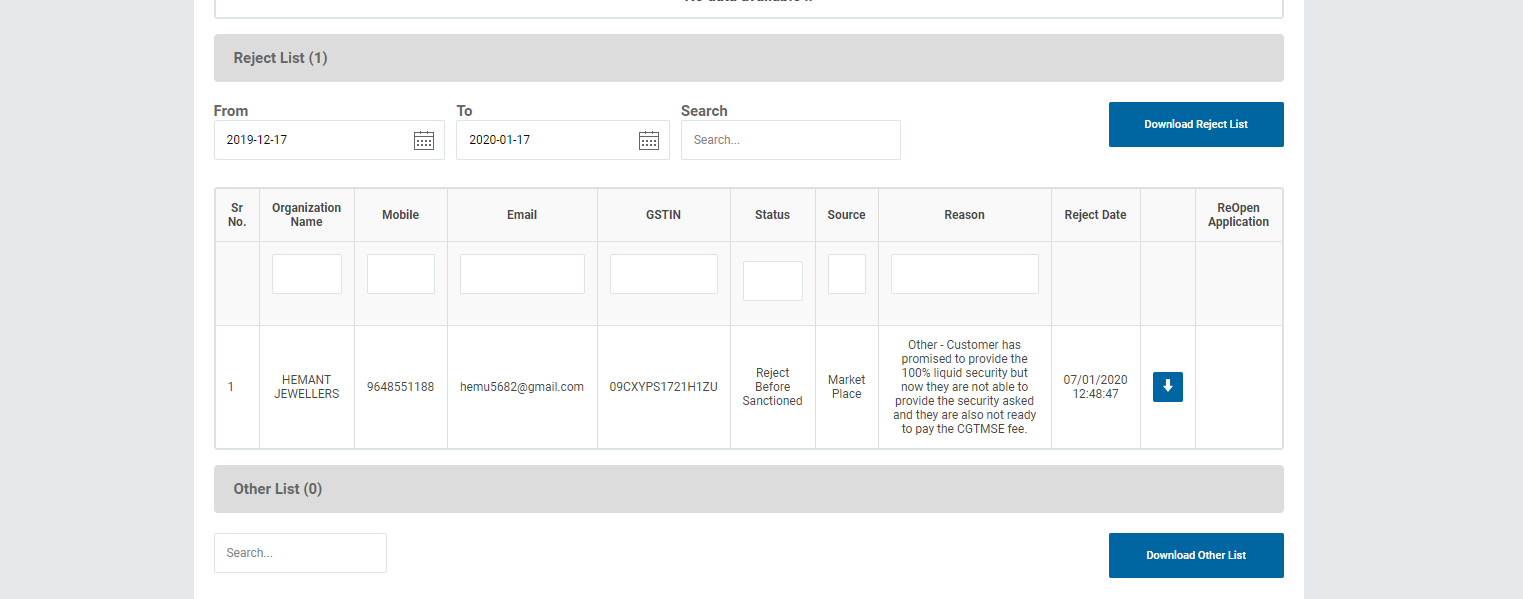 Reject List (1)
From
To
Search
2019-12-17
2020-01-17
Search...
Download Reject List
Sr No.
Organization Name
Mobile
Email
GSTIN
Status
Source
Reason
Reject Date
ReOpen Application
1
HEMANT JEWELLERS
9648551188
hemu5682@gmail.com
09CXYPS1721H1ZU
Reject Before Sanctioned
Market Place
Other - Customer has
promised to provide the
100% liquid security but
now they are not able to
provide the security asked
and they are also not ready
to pay the CGTMSE fee.
07/01/2020
12:48:47
Other List (0)
Search...
Download Other List